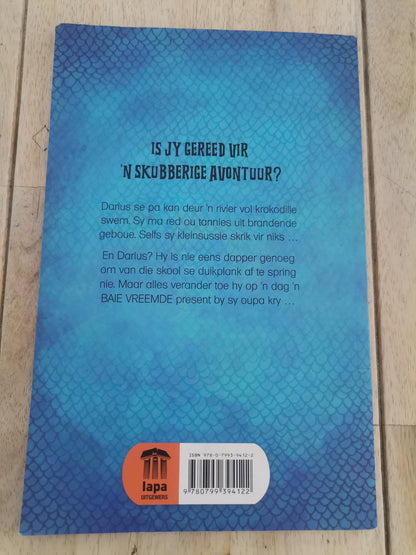 IS JY GEREED VIR
'N SKUBBERIGE AVONTUUR?
Darius se pa kan deur 'n rivier vol krokodille
swem. Sy ma red ou tannies uit brandende
geboue. Selfs sy kleinsussie skrik vir niks ...
En Darius? Hy is nie eens dapper genoeg
om van die skool se duikplank af te spring
nie. Maar alles verander toe hy op 'n dag 'n
BAIE VREEMDE present by sy oupa kry ...
ISBN 978-0-7993-9412-2
lapa
UITGEWERS
9 780799 394122